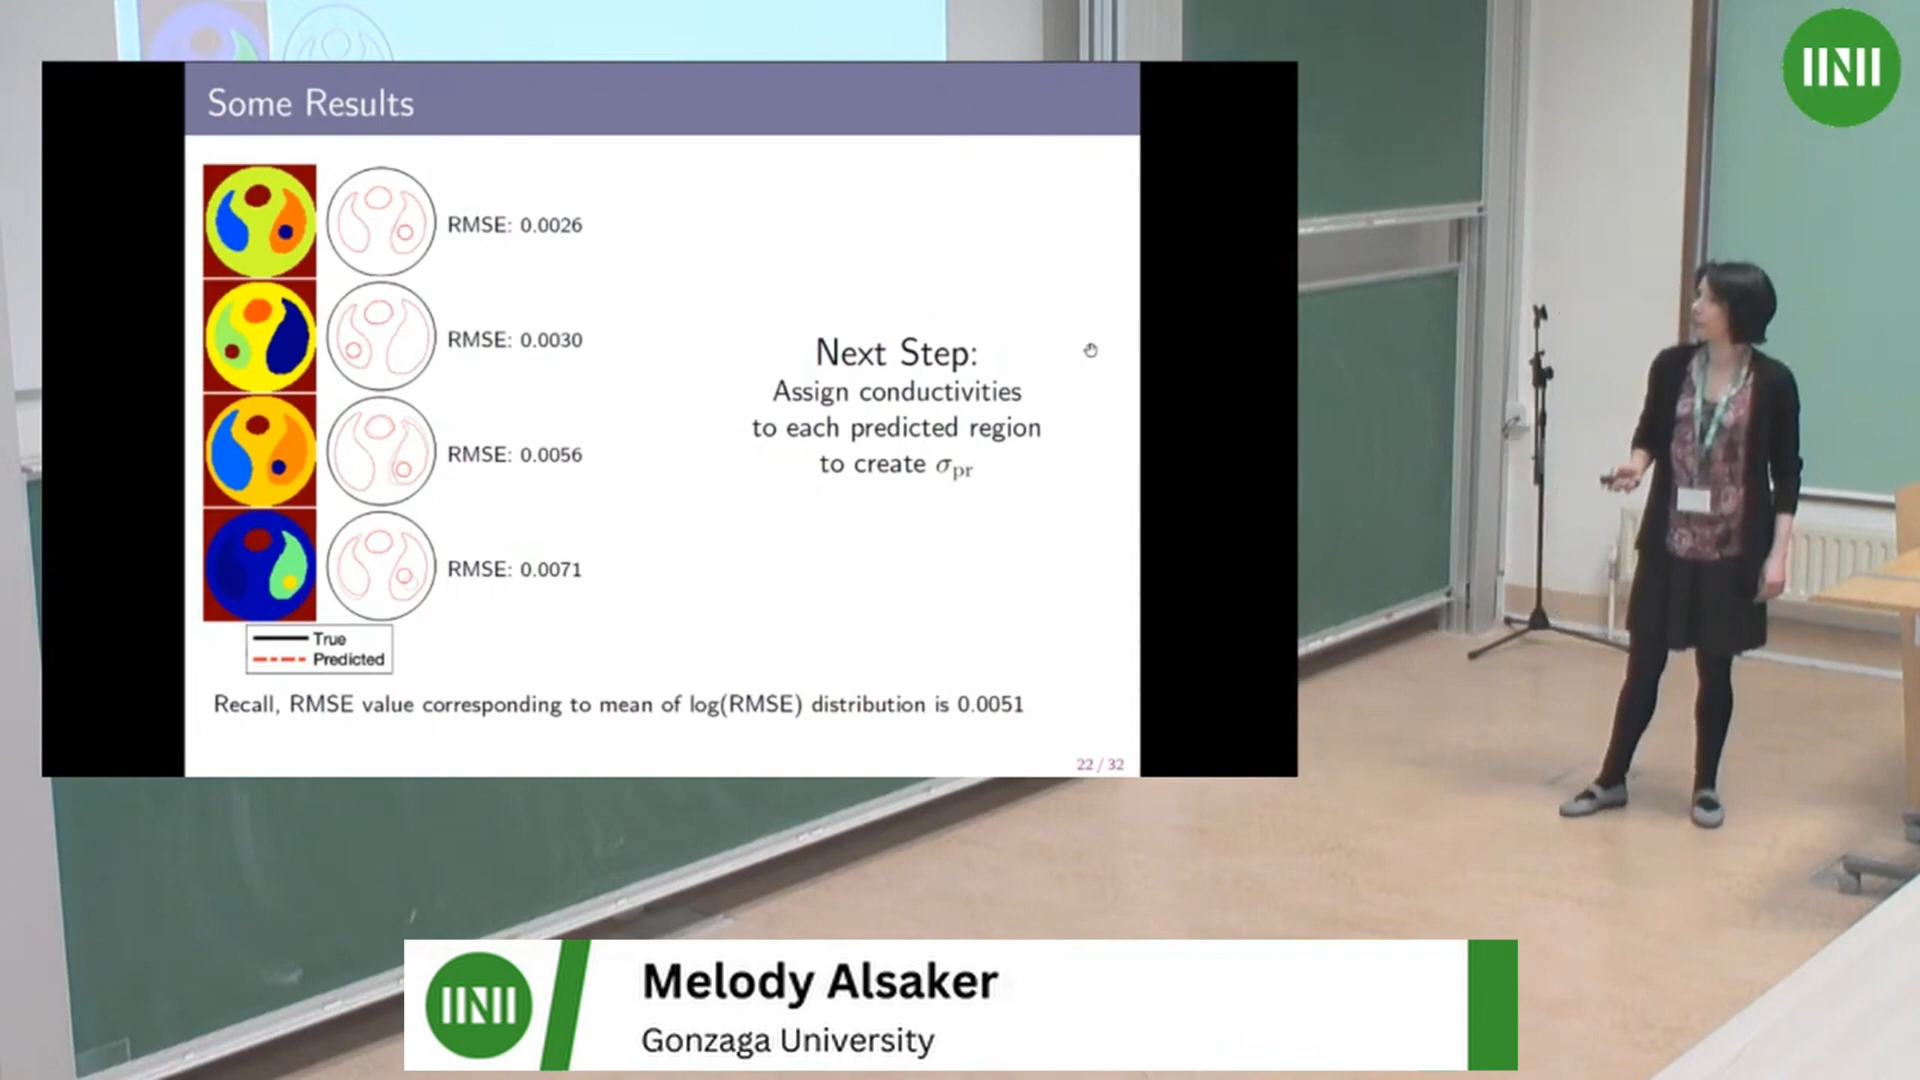 Some Results
RMSE: 0.0026
RMSE: 0.0030
RMSE: 0.0056
RMSE: 0.0071
Next Step:
Assign conductivities
to each predicted region
to create σpr
True
Predicted
Recall, RMSE value corresponding to mean of log(RMSE) distribution is 0.0051
22 / 32
Melody Alsaker
Gonzaga University